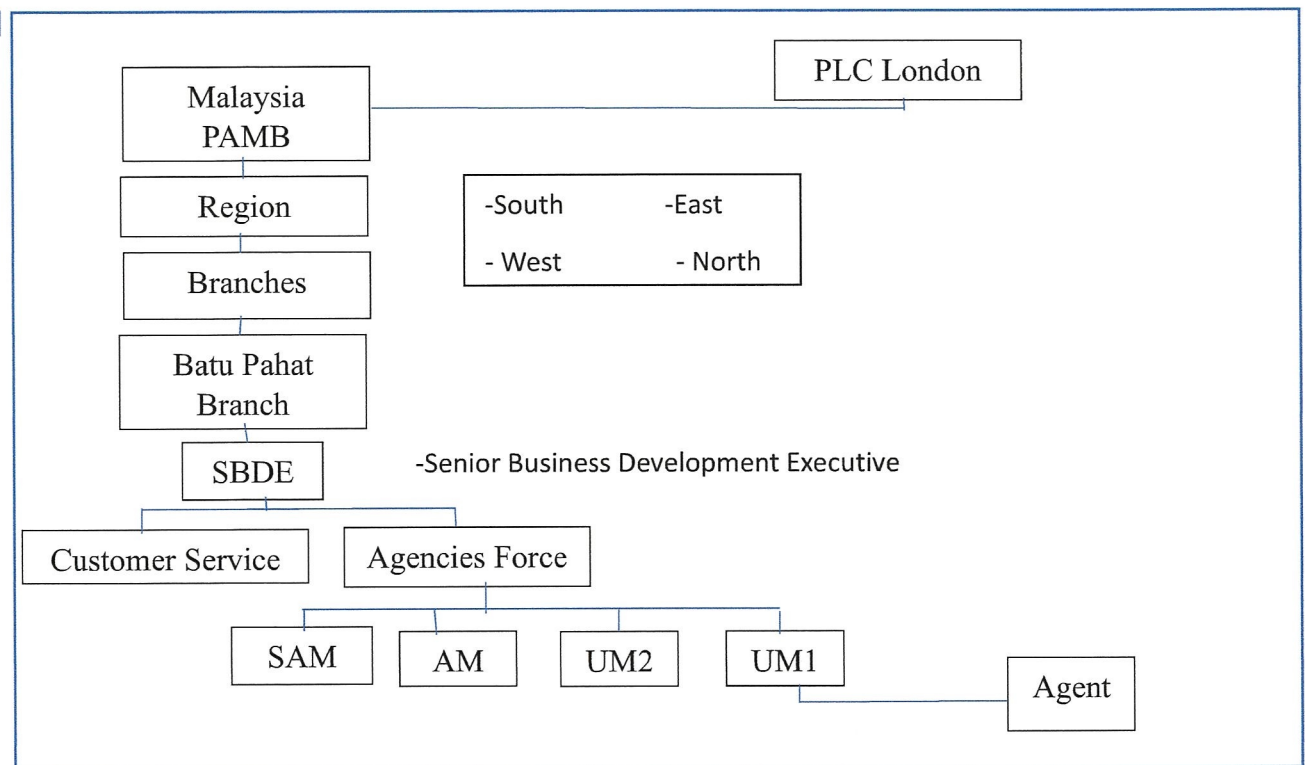 PLC London
Malaysia
PAMB
Region
-South -East
- West - North
Branches
Batu Pahat
Branch
SBDE
-Senior Business Development Executive
Customer Service
Agencies Force
SAM
AM
UM2
UM1
Agent